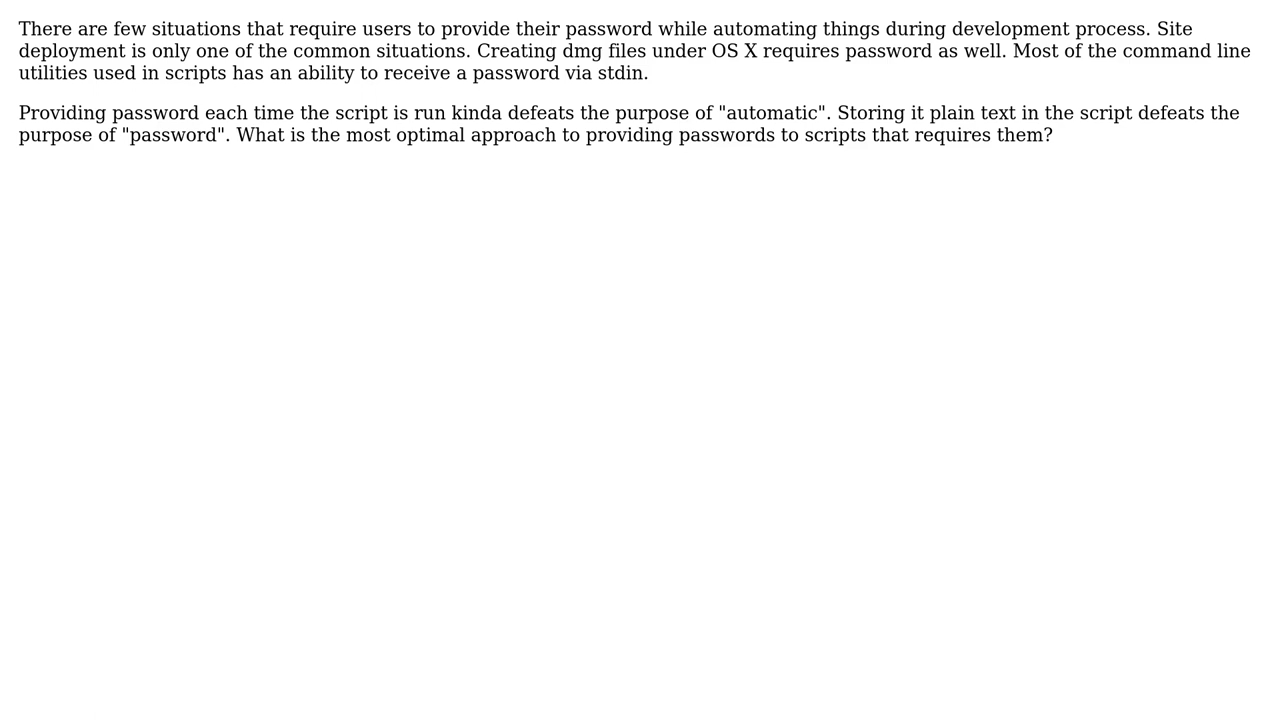 There are few situations that require users to provide their password while automating things during development process. Site
deployment is only one of the common situations. Creating dmg files under OS X requires password as well. Most of the command line
utilities used in scripts has an ability to receive a password via stdin.
Providing password each time the script is run kinda defeats the purpose of "automatic". Storing it plain text in the script defeats the
purpose of "password". What is the most optimal approach to providing passwords to scripts that requires them?